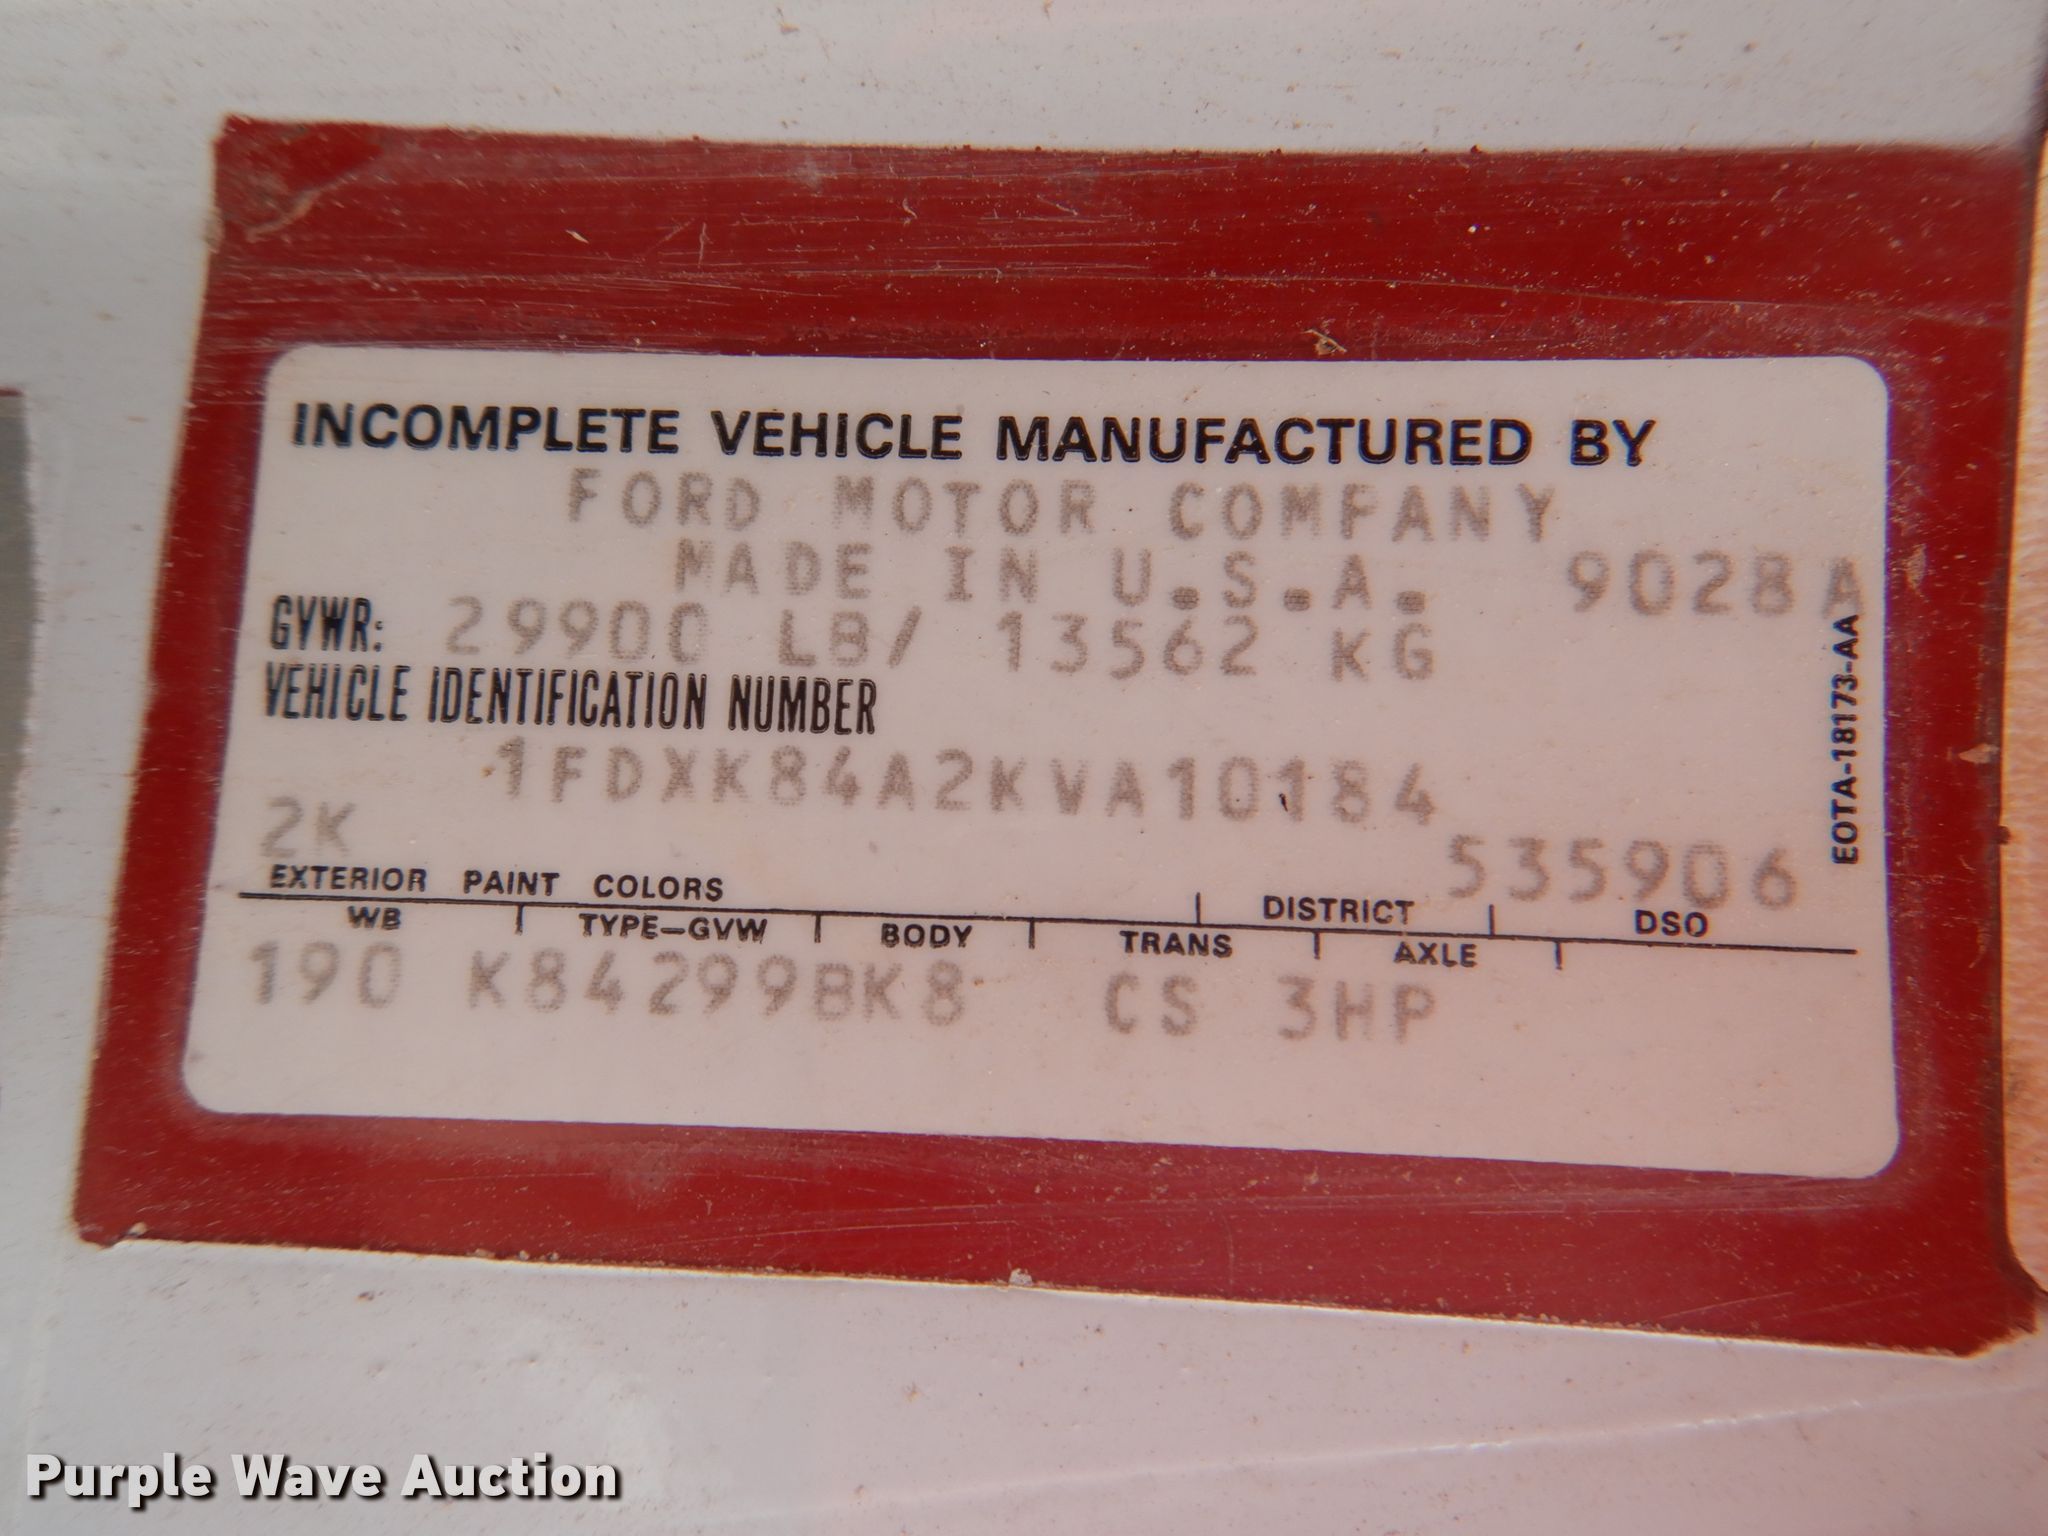 INCOMPLETE VEHICLE MANUFACTURED BY
FORD MOTOR COMPANY
MADE IN U.S.A. 9028A
GVWR: 29900 LB/ 13562 KG
VEHICLE IDENTIFICATION NUMBER
1FDXK84A2KVA10184
2K
535906
EXTERIOR PAINT COLORS DISTRICT DSO
WB TYPE-GVW BODY TRANS AXLE
190 K84299BK8 CS 3HP
EOTA-18173-AA
Purple Wave Auction